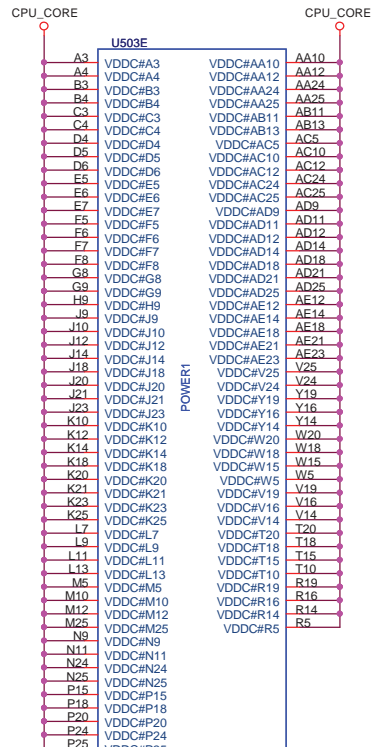 CPU_CORE CPU_CORE
U503E
A3 VDDC#A3 VDDC#AA10 AA10
A4 VDDC#A4 VDDC#AA12 AA12
B3 VDDC#B3 VDDC#AA24 AA24
B4 VDDC#B4 VDDC#AA25 AA25
C3 VDDC#C3 VDDC#AB11 AB11
C4 VDDC#C4 VDDC#AB13 AB13
D4 VDDC#D4 VDDC#AC5 AC5
D5 VDDC#D5 VDDC#AC10 AC10
D6 VDDC#D6 VDDC#AC12 AC12
E5 VDDC#E5 VDDC#AC24 AC24
E6 VDDC#E6 VDDC#AC25 AC25
E7 VDDC#E7 VDDC#AD9 AD9
F5 VDDC#F5 VDDC#AD11 AD11
F6 VDDC#F6 VDDC#AD12 AD12
F7 VDDC#F7 VDDC#AD14 AD14
F8 VDDC#F8 VDDC#AD18 AD18
G8 VDDC#G8 VDDC#AD21 AD21
G9 VDDC#G9 VDDC#AD25 AD25
H9 VDDC#H9 VDDC#AE12 AE12
J9 VDDC#J9 VDDC#AE14 AE14
J10 VDDC#J10 VDDC#AE18 AE18
J12 VDDC#J12 VDDC#AE21 AE21
J14 VDDC#J14 VDDC#AE23 AE23
J18 VDDC#J18 VDDC#V25 V25
J20 VDDC#J20 VDDC#V24 V24
J21 VDDC#J21 VDDC#Y19 Y19
J23 VDDC#J23 VDDC#Y16 Y16
K10 VDDC#K10 VDDC#Y14 Y14
K12 VDDC#K12 VDDC#W20 W20
K14 VDDC#K14 VDDC#W18 W18
K18 VDDC#K18 VDDC#W15 W15
K20 VDDC#K20 VDDC#W5 W5
K21 VDDC#K21 VDDC#V19 V19
K23 VDDC#K23 VDDC#V16 V16
K25 VDDC#K25 VDDC#V14 V14
L7 VDDC#L7 VDDC#T20 T20
L9 VDDC#L9 VDDC#T18 T18
L11 VDDC#L11 VDDC#T15 T15
L13 VDDC#L13 VDDC#T10 T10
M5 VDDC#M5 VDDC#R19 R19
M10 VDDC#M10 VDDC#R16 R16
M12 VDDC#M12 VDDC#R14 R14
M25 VDDC#M25 VDDC#R5 R5
N9 VDDC#N9
N11 VDDC#N11
N24 VDDC#N24
N25 VDDC#N25
P15 VDDC#P15
P18 VDDC#P18
P20 VDDC#P20
P24 VDDC#P24
P25
POWER1